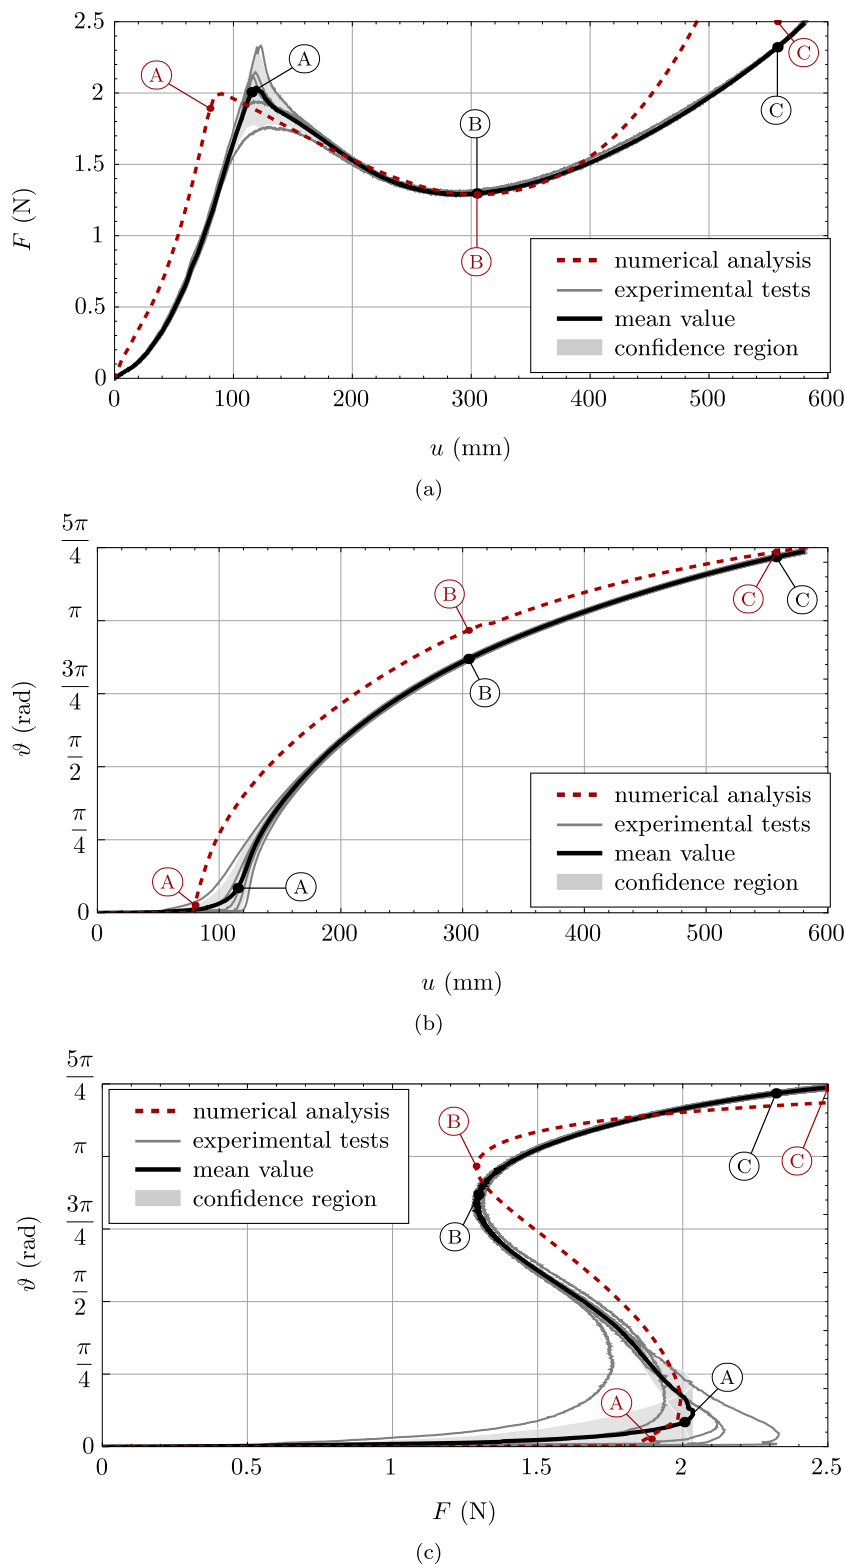 2.5
2
1.5
1
0.5
0
F (N)
A
A
B
B
C
C
numerical analysis
experimental tests
mean value
confidence region
0
100
200
300
400
500
600
u (mm)
(a)
5π/4
π
3π/4
π/2
π/4
0
ϑ (rad)
A
A
B
B
C
C
numerical analysis
experimental tests
mean value
confidence region
0
100
200
300
400
500
600
u (mm)
(b)
5π/4
π
3π/4
π/2
π/4
0
ϑ (rad)
numerical analysis
experimental tests
mean value
confidence region
B
B
C
C
A
A
0
0.5
1
1.5
2
2.5
F (N)
(c)